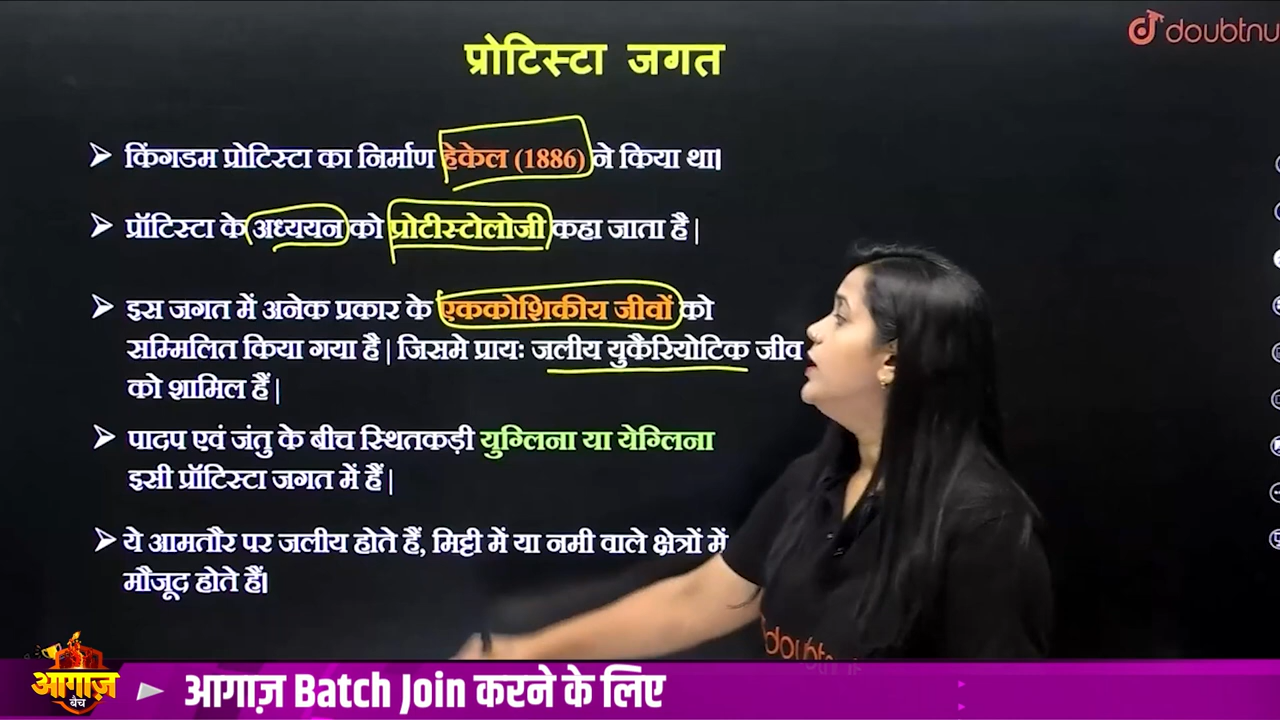 doubtnu
प्रोटिस्टा जगत
➢ किंगडम प्रोटिस्टा का निर्माण हेकेल (1886) ने किया था।
➢ प्रॉटिस्टा के अध्ययन को प्रोटीस्टोलोजी कहा जाता है |
➢ इस जगत में अनेक प्रकार के एककोशिकीय जीवों को
सम्मिलित किया गया है | जिसमे प्रायः जलीय युकैरियोटिक जीव
को शामिल हैं |
➢ पादप एवं जंतु के बीच स्थितकड़ी युग्लिना या येग्लिना
इसी प्रॉटिस्टा जगत में हैं |
➢ ये आमतौर पर जलीय होते हैं, मिट्टी में या नमी वाले क्षेत्रों में
मौजूद होते हैं।
आगाज़
बैच
आगाज़ Batch Join करने के लिए